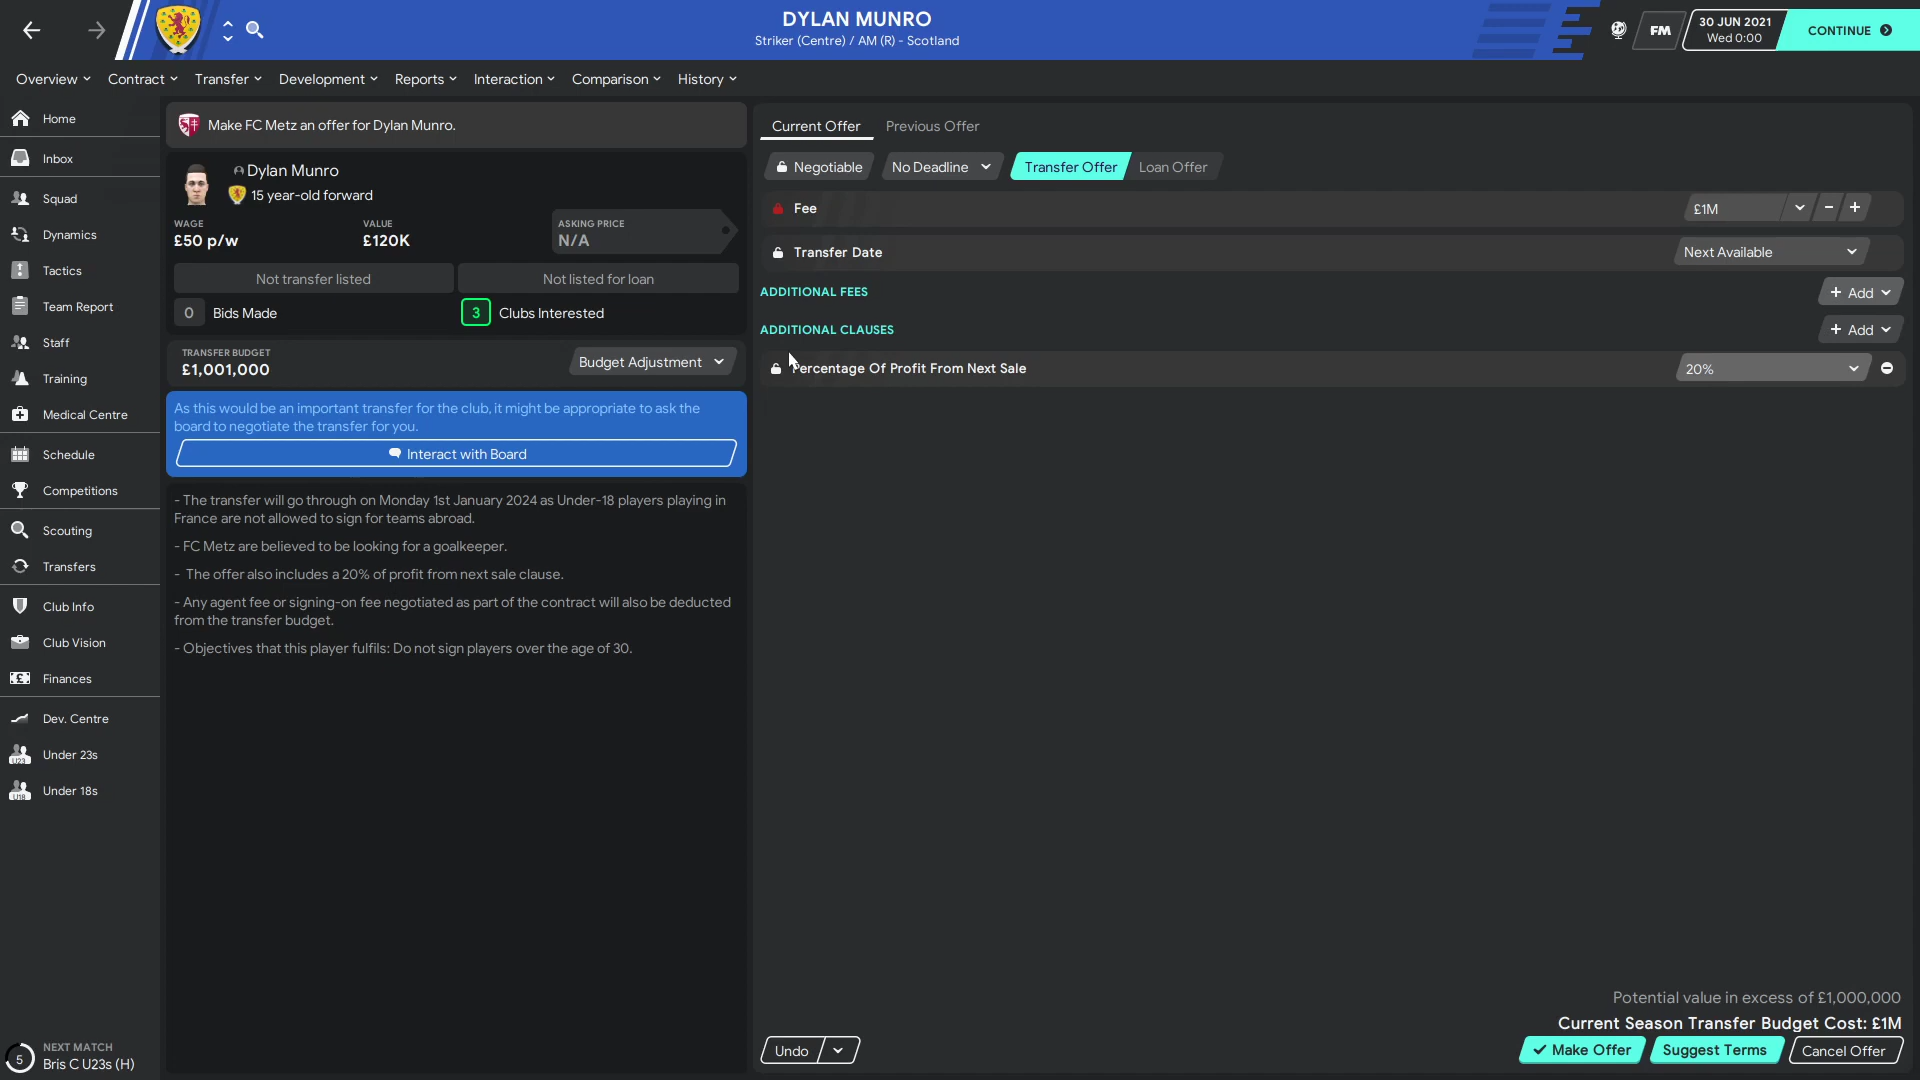 DYLAN MUNRO
Striker (Centre) / AM (R) - Scotland
FM
30 JUN 2021
Wed 0:00
CONTINUE
Overview
Contract
Transfer
Development
Reports
Interaction
Comparison
History
Home
Inbox
Squad
Dynamics
Tactics
Team Report
Staff
Training
Medical Centre
Schedule
Competitions
Scouting
Transfers
Club Info
Club Vision
Finances
Dev. Centre
U23
Under 23s
U18
Under 18s
5
NEXT MATCH
Bris C U23s (H)
Make FC Metz an offer for Dylan Munro.
Dylan Munro
15 year-old forward
WAGE
£50 p/w
VALUE
£120K
ASKING PRICE
N/A
Not transfer listed
Not listed for loan
0 Bids Made
3 Clubs Interested
TRANSFER BUDGET
£1,001,000
Budget Adjustment
As this would be an important transfer for the club, it might be appropriate to ask the
board to negotiate the transfer for you.
Interact with Board
- The transfer will go through on Monday 1st January 2024 as Under-18 players playing in
France are not allowed to sign for teams abroad.
- FC Metz are believed to be looking for a goalkeeper.
- The offer also includes a 20% of profit from next sale clause.
- Any agent fee or signing-on fee negotiated as part of the contract will also be deducted
from the transfer budget.
- Objectives that this player fulfils: Do not sign players over the age of 30.
Current Offer
Previous Offer
Negotiable
No Deadline
Transfer Offer
Loan Offer
Fee
£1M
Transfer Date
Next Available
ADDITIONAL FEES
+ Add
ADDITIONAL CLAUSES
+ Add
Percentage Of Profit From Next Sale
20%
Potential value in excess of £1,000,000
Current Season Transfer Budget Cost: £1M
Undo
Make Offer
Suggest Terms
Cancel Offer